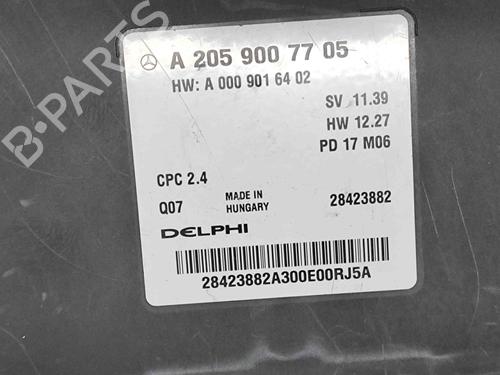 A 205 900 77 05
HW: A 000 901 64 02
SV 11.39
HW 12.27
PD 17 M06
CPC 2.4
Q07
MADE IN
HUNGARY
28423882
DELPHI
28423882A300E00RJ5A
B-PARTS